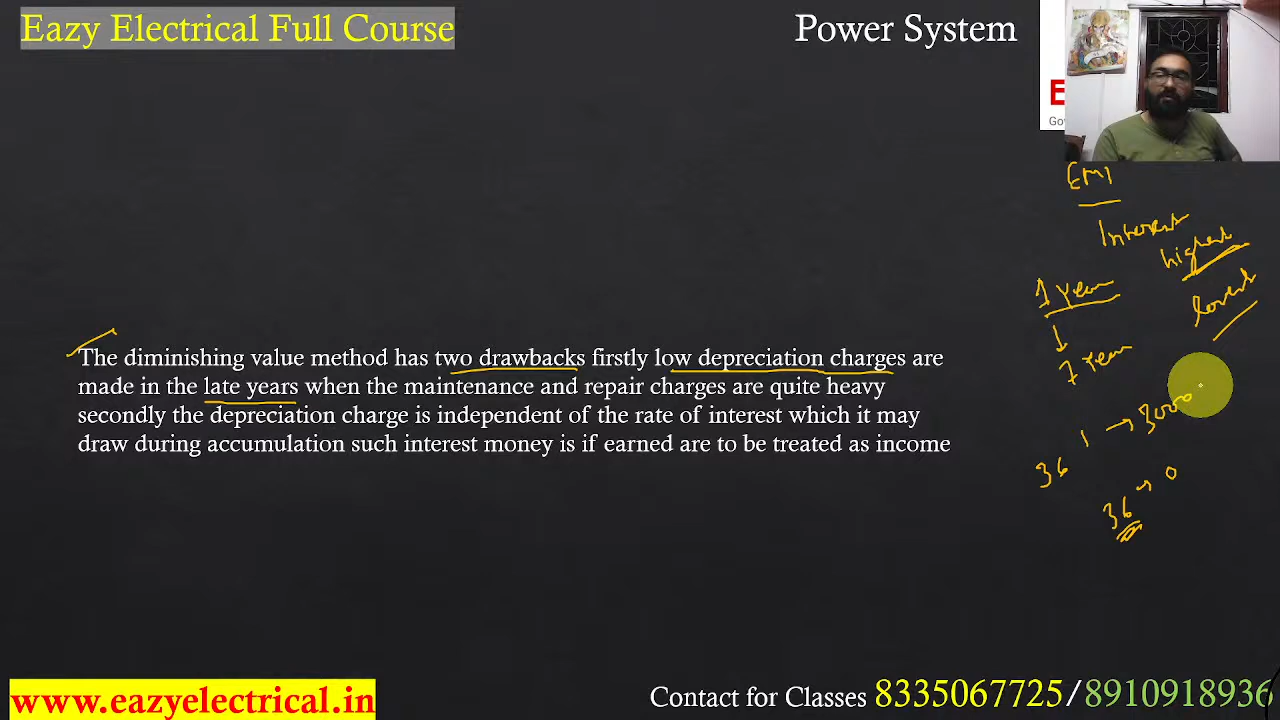 Eazy Electrical Full Course
Power System
E
Gov
EMI
Interest
highest
lowest
1 year
7 year
The diminishing value method has two drawbacks firstly low depreciation charges are
made in the late years when the maintenance and repair charges are quite heavy
secondly the depreciation charge is independent of the rate of interest which it may
draw during accumulation such interest money is if earned are to be treated as income
1 → 3000
36
36 → 0
www.eazyelectrical.in
Contact for Classes 8335067725/8910918936